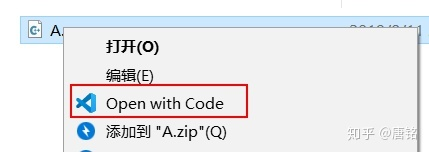 A.
打开(O)
编辑(E)
Open with Code
添加到 "A.zip"(Q)
知乎 @唐铭